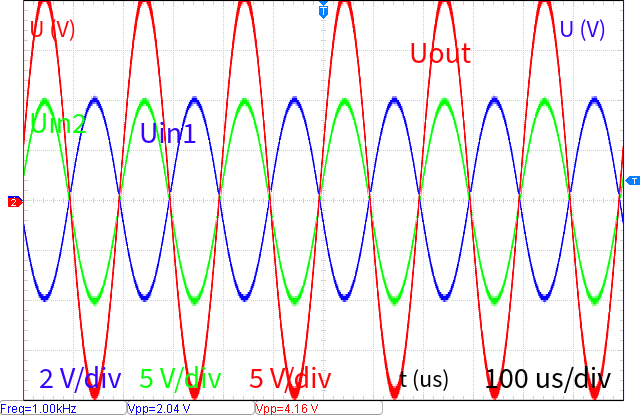 T
U (V)
U (V)
Uout
Uin2
Uin1
T
2
2 V/div 5 V/div 5 V/div t (us) 100 us/div
Freq=1.00kHz Vpp=2.04 V Vpp=4.16 V